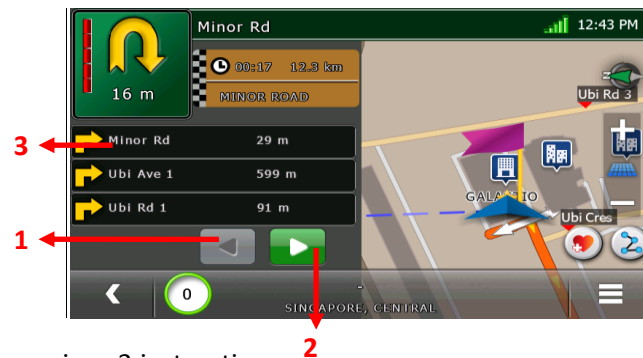 Minor Rd
12:43 PM
16 m
00:17 12.3 km
MINOR ROAD
Ubi Rd 3
3
Minor Rd 29 m
Ubi Ave 1 599 m
Ubi Rd 1 91 m
Ubi Cres
1
0
-
SINGAPORE, CENTRAL
2